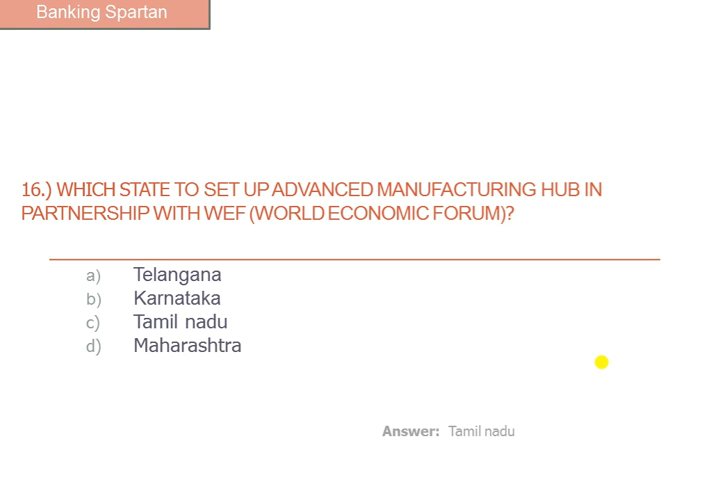 Banking Spartan
16.) WHICH STATE TO SET UP ADVANCED MANUFACTURING HUB IN
PARTNERSHIP WITH WEF (WORLD ECONOMIC FORUM)?
a) Telangana
b) Karnataka
c) Tamil nadu
d) Maharashtra
Answer: Tamil nadu